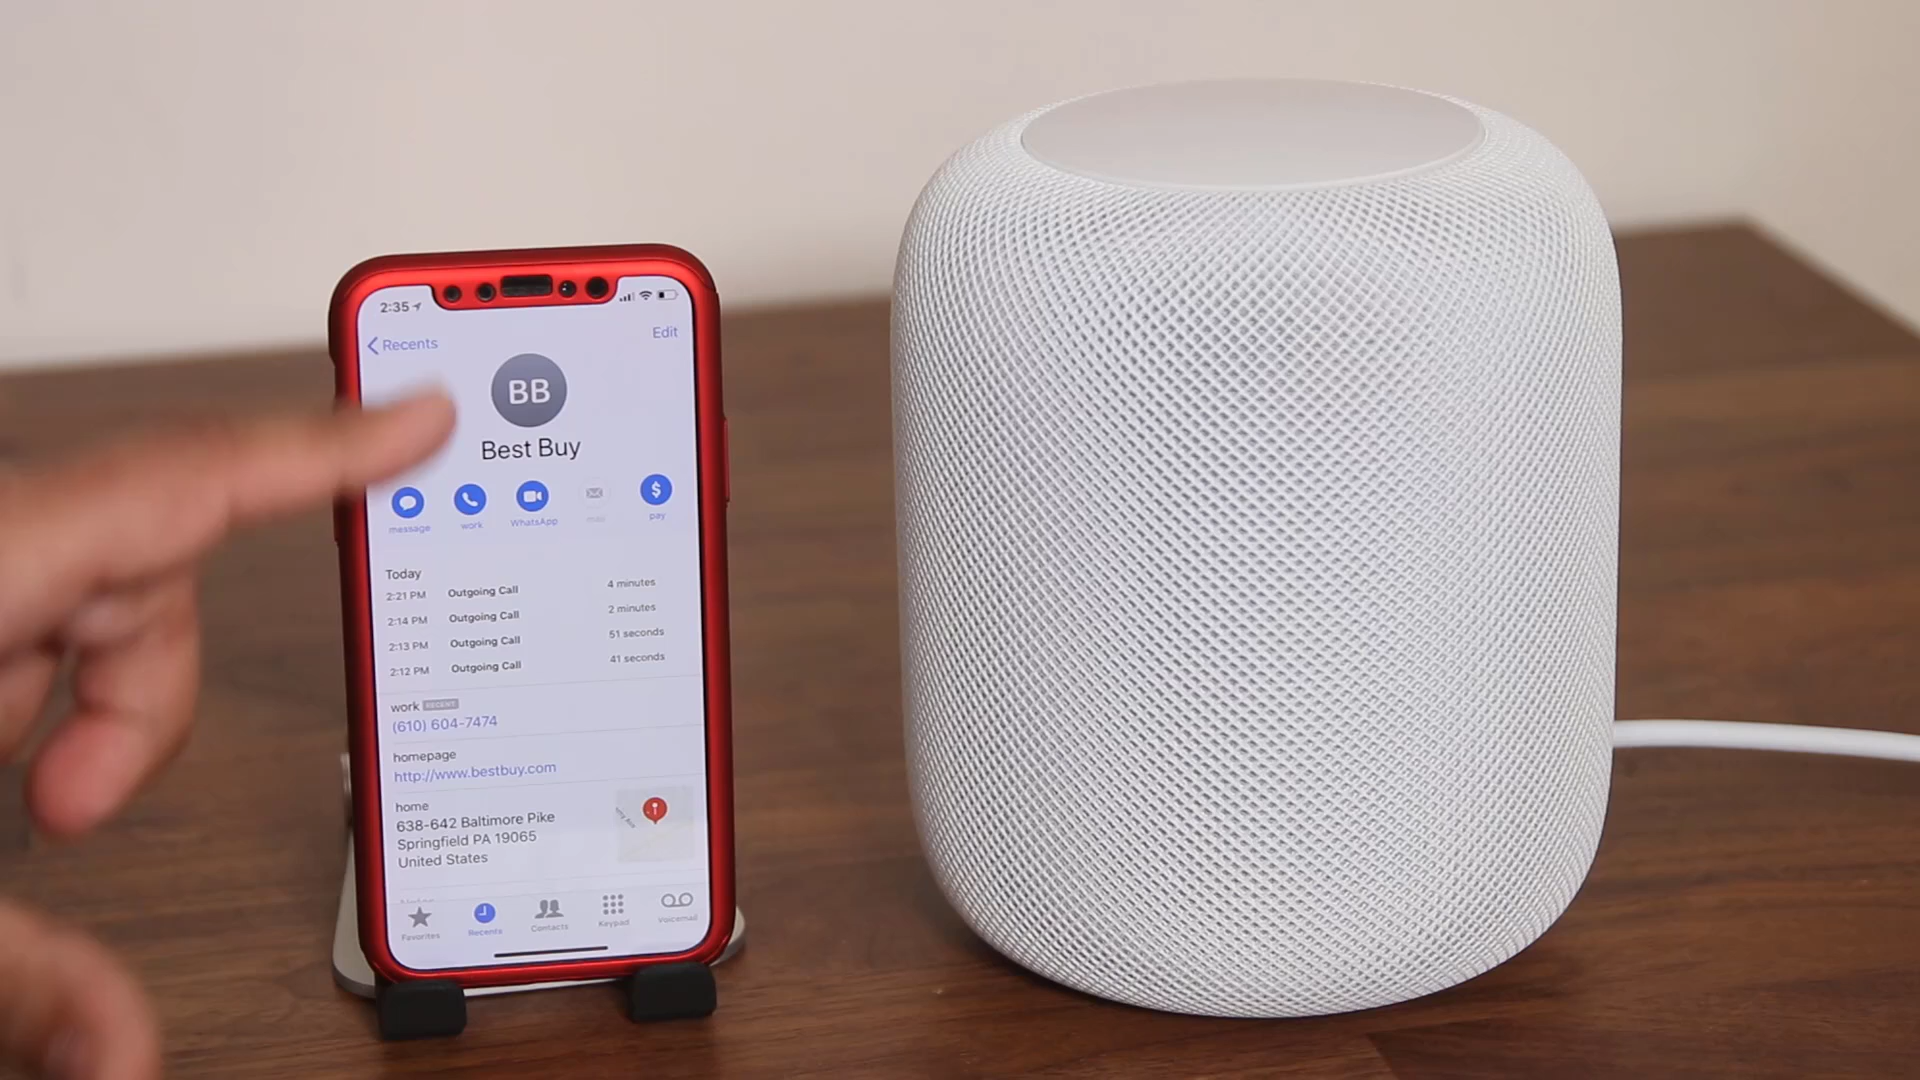 2:35
Recents
Edit
BB
Best Buy
message
work
WhatsApp
mail
pay
Today
2:21 PM Outgoing Call 4 minutes
2:14 PM Outgoing Call 2 minutes
2:13 PM Outgoing Call 51 seconds
2:12 PM Outgoing Call 41 seconds
work RECENT
(610) 604-7474
homepage
http://www.bestbuy.com
home
638-642 Baltimore Pike
Springfield PA 19065
United States
Favorites
Recents
Contacts
Keypad
Voicemail